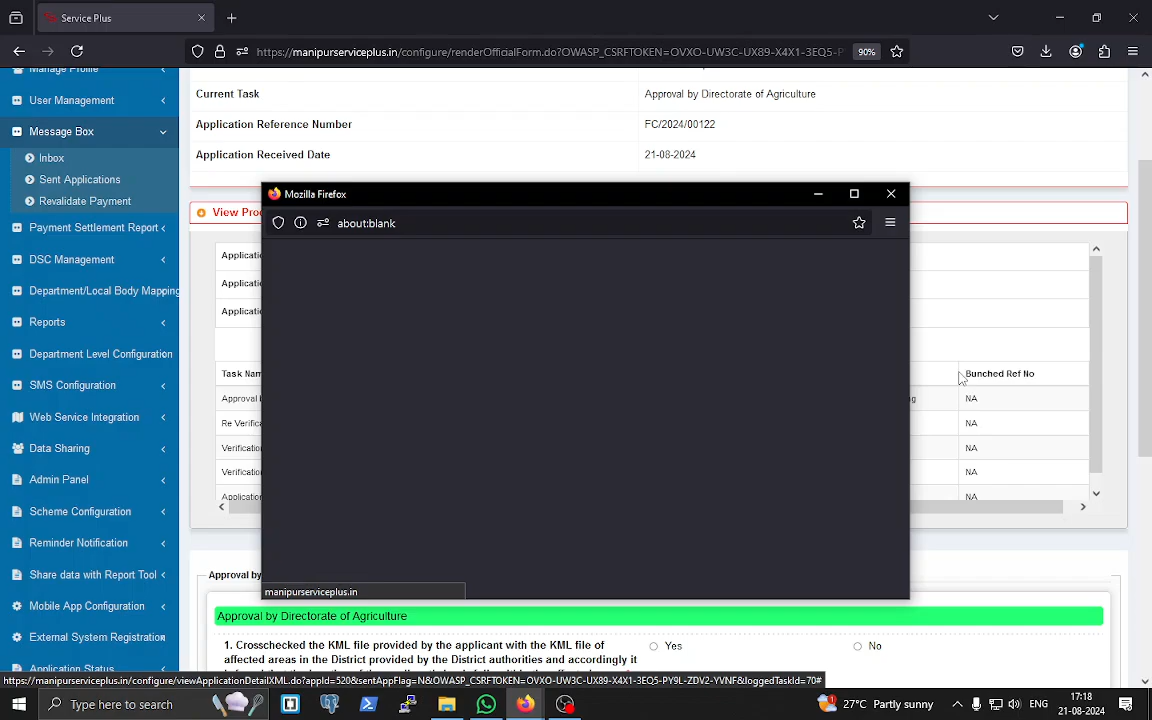 Service Plus
https://manipurserviceplus.in/configure/renderOfficialForm.do?OWASP_CSRFTOKEN=OVXO-UW3C-UX89-X4X1-3EQ5-P
90%
Manage Profile
User Management
Message Box
Inbox
Sent Applications
Revalidate Payment
Payment Settlement Report
DSC Management
Department/Local Body Mapping
Reports
Department Level Configuration
SMS Configuration
Web Service Integration
Data Sharing
Admin Panel
Scheme Configuration
Reminder Notification
Share data with Report Tool
Mobile App Configuration
External System Registration
Application Status
Current Task Approval by Directorate of Agriculture
Application Reference Number FC/2024/00122
Application Received Date 21-08-2024
View Proc
Applicatio
Applicatio
Applicatio
Task Nam Bunched Ref No
Approval b g NA
Re Verifica NA
Verification NA
Verification NA
Applicatio NA
Mozilla Firefox
about:blank
manipurserviceplus.in
Approval by
Approval by Directorate of Agriculture
1. Crosschecked the KML file provided by the applicant with the KML file of Yes No
affected areas in the District provided by the District authorities and accordingly it
https://manipurserviceplus.in/configure/viewApplicationDetailXML.do?appId=520&sentAppFlag=N&OWASP_CSRFTOKEN=OVXO-UW3C-UX89-X4X1-3EQ5-PY9L-ZDV2-YVNF&loggedTaskId=70#
Type here to search
27°C Partly sunny
ENG
17:18
21-08-2024